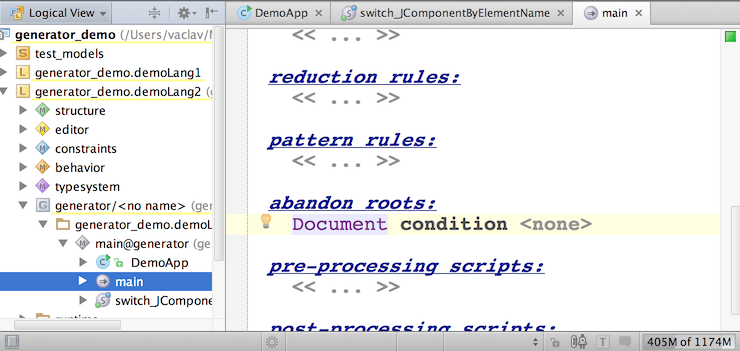 Logical View
DemoApp
switch_JComponentByElementName
main
generator_demo (/Users/vaclav/
test_models
generator_demo.demoLang1
generator_demo.demoLang2 (g
structure
editor
constraints
behavior
typesystem
generator/<no name> (ge
generator_demo.demoL
main@generator (ge
DemoApp
main
switch_JCompone
<< ... >>
reduction rules:
<< ... >>
pattern rules:
<< ... >>
abandon roots:
Document condition <none>
pre-processing scripts:
<< ... >>
post-processing scripts:
T
405M of 1174M